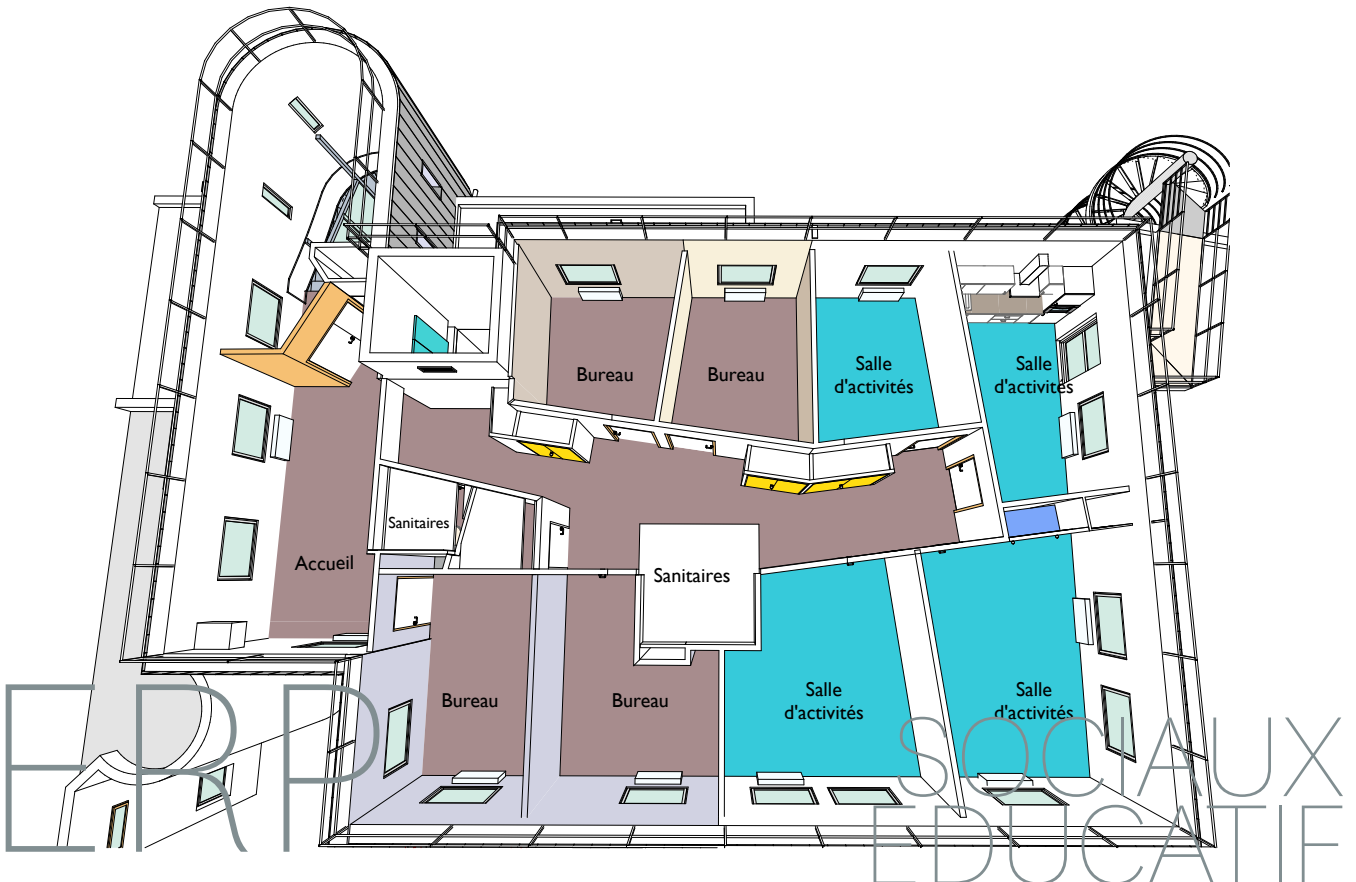 Bureau
Bureau
Salle
d'activités
Salle
d'activités
Sanitaires
Accueil
Sanitaires
Bureau
Bureau
Salle
d'activités
Salle
d'activités
ERP
SOCIAUX
EDUCATIF